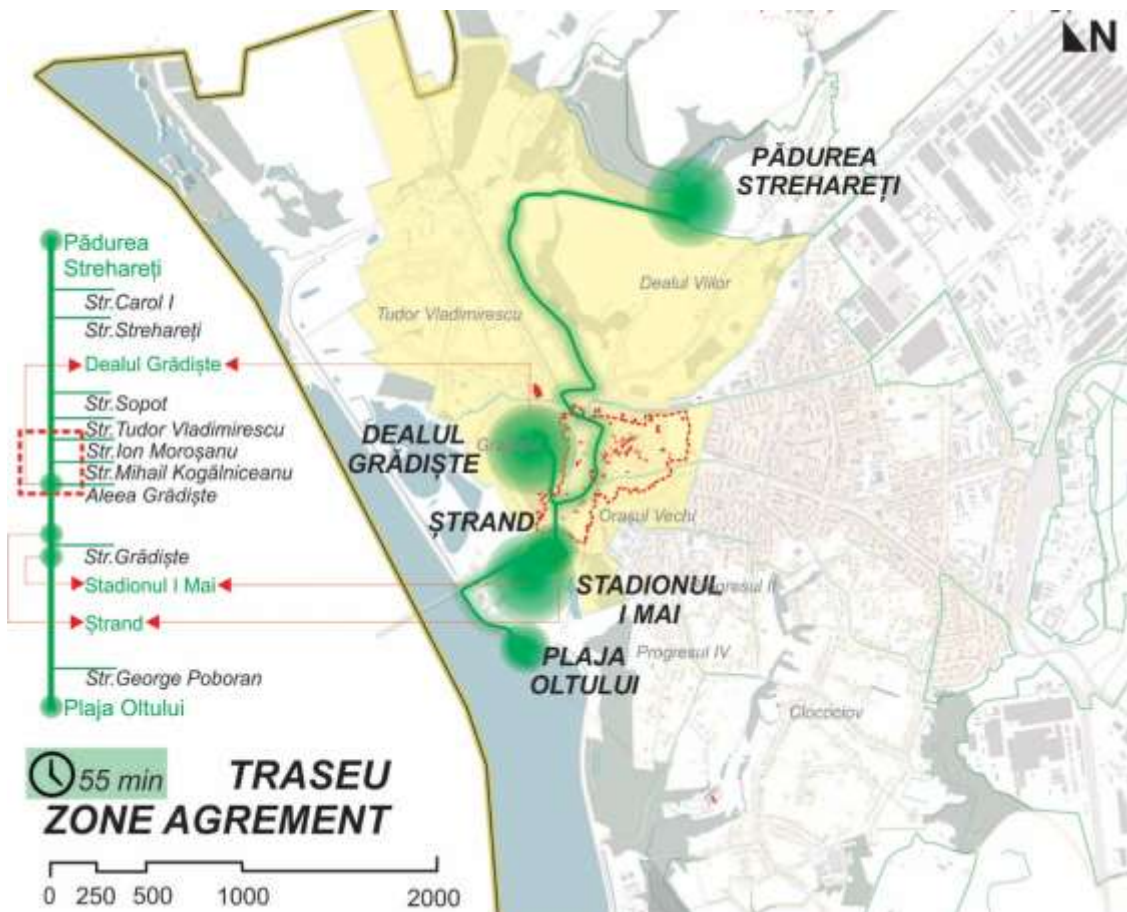 N
PĂDUREA
STREHAREȚI
Pădurea
Strehareți
Str.Carol I
Str.Strehareți
Dealul Grădiște
Str.Sopot
Str.Tudor Vladimirescu
Str.Ion Moroșanu
Str.Mihail Kogălniceanu
Aleea Grădiște
Str.Grădiște
Stadionul I Mai
Ștrand
Str.George Poboran
Plaja Oltului
Dealul Viilor
Tudor Vladimirescu
DEALUL
GRĂDIȘTE
ȘTRAND
Orașul Vechi
STADIONUL
I MAI
PLAJA
OLTULUI
Progresul IV
Clocociov
55 min
TRASEU
ZONE AGREMENT
0 250 500 1000 2000